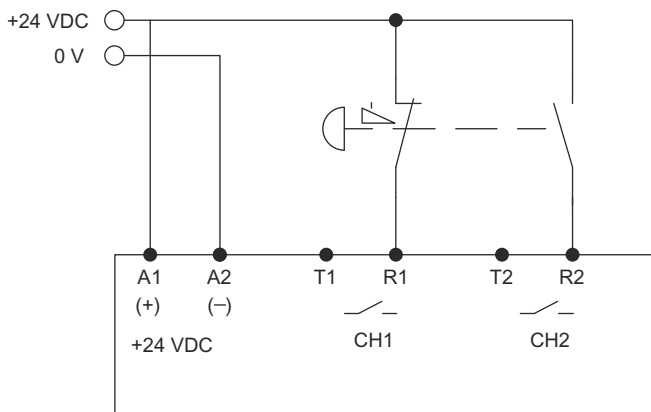 +24 VDC
0 V
A1 A2 T1 R1 T2 R2
(+) (−)
+24 VDC CH1 CH2